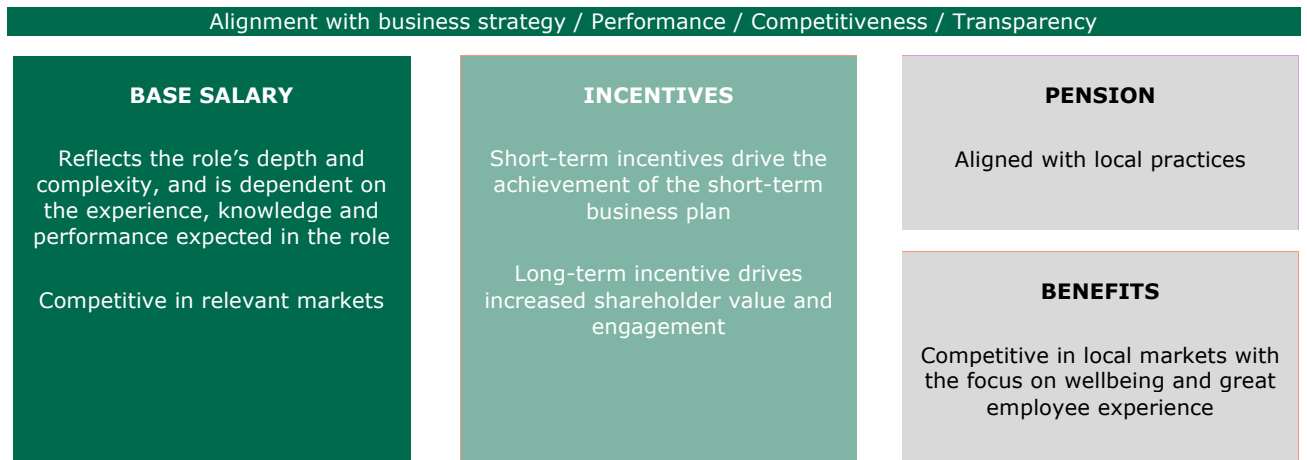 Alignment with business strategy / Performance / Competitiveness / Transparency
BASE SALARY
Reflects the role’s depth and
complexity, and is dependent on
the experience, knowledge and
performance expected in the role
Competitive in relevant markets
INCENTIVES
Short-term incentives drive the
achievement of the short-term
business plan
Long-term incentive drives
increased shareholder value and
engagement
PENSION
Aligned with local practices
BENEFITS
Competitive in local markets with
the focus on wellbeing and great
employee experience